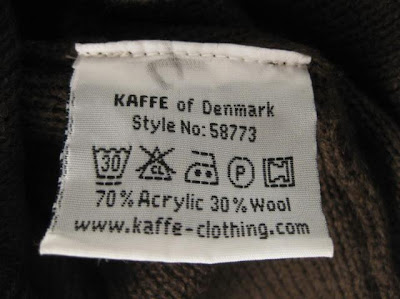 KAFFE of Denmark
Style No: 58773
30 CL P
70% Acrylic 30% Wool
www.kaffe-clothing.com